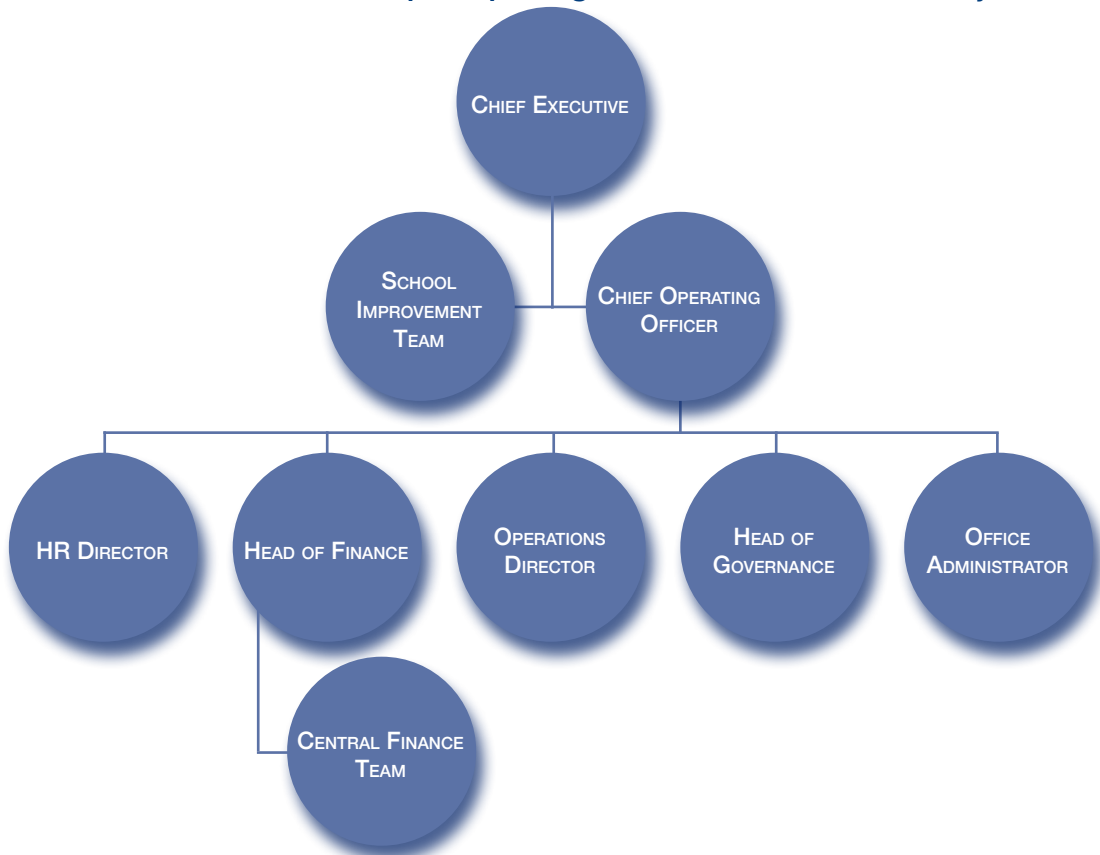 CHIEF EXECUTIVE
SCHOOL
IMPROVEMENT
TEAM
CHIEF OPERATING
OFFICER
HR DIRECTOR
HEAD OF FINANCE
OPERATIONS
DIRECTOR
HEAD OF
GOVERNANCE
OFFICE
ADMINISTRATOR
CENTRAL FINANCE
TEAM